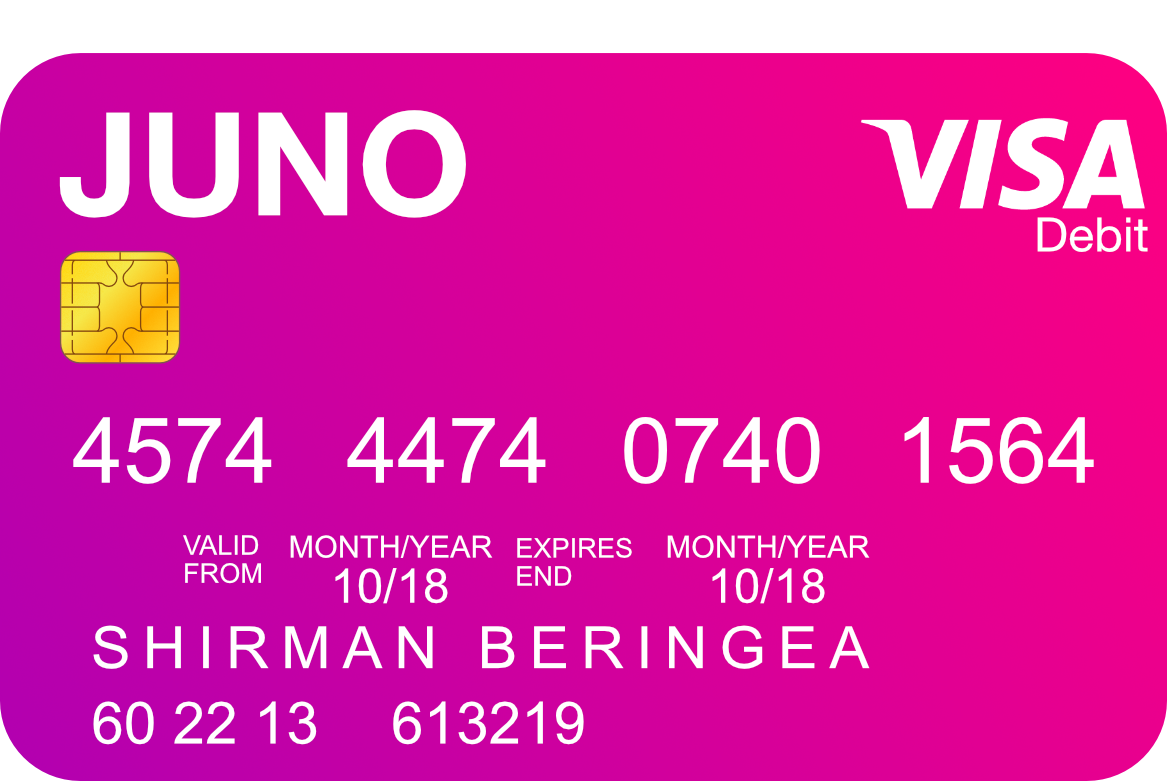 JUNO
VISA
Debit
4574 4474 0740 1564
VALID FROM MONTH/YEAR 10/18 EXPIRES END MONTH/YEAR 10/18
SHIRMAN BERINGEA
60 22 13 613219